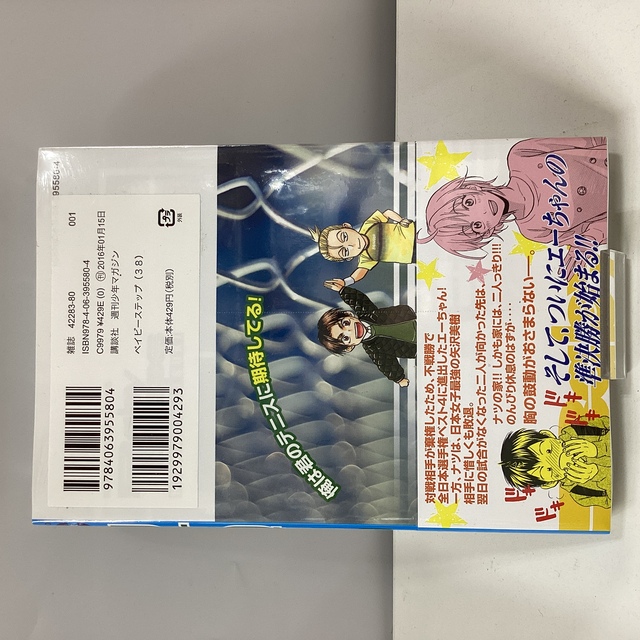 955580-4
001
プラ
外装
雑誌 42283-80
ISBN978-4-06-395580-4
C9979 ¥429E (0) ㊊2016年01月15日
講談社 週刊少年マガジン
ベイビーステップ (38)
定価:本体429円(税別)
9784063955804
1929979004293
俺は君のテニスに期待してる!
対戦相手が棄権したため、不戦勝で
全日本選手権ベスト4に進出したエーちゃん!
一方、ナツは、日本女子最強の矢沢美樹
相手に惜しくも敗退。
翌日の試合がなくなった二人が向かった先は、
ナツの家!! しかも家には、二人っきり!!!
のんびり休息のはずが‥‥
胸の鼓動がおさまらない――。
そして、ついにエーちゃんの
準決勝が始まる!!
ドキ
ドキ
ドキ
ドキ